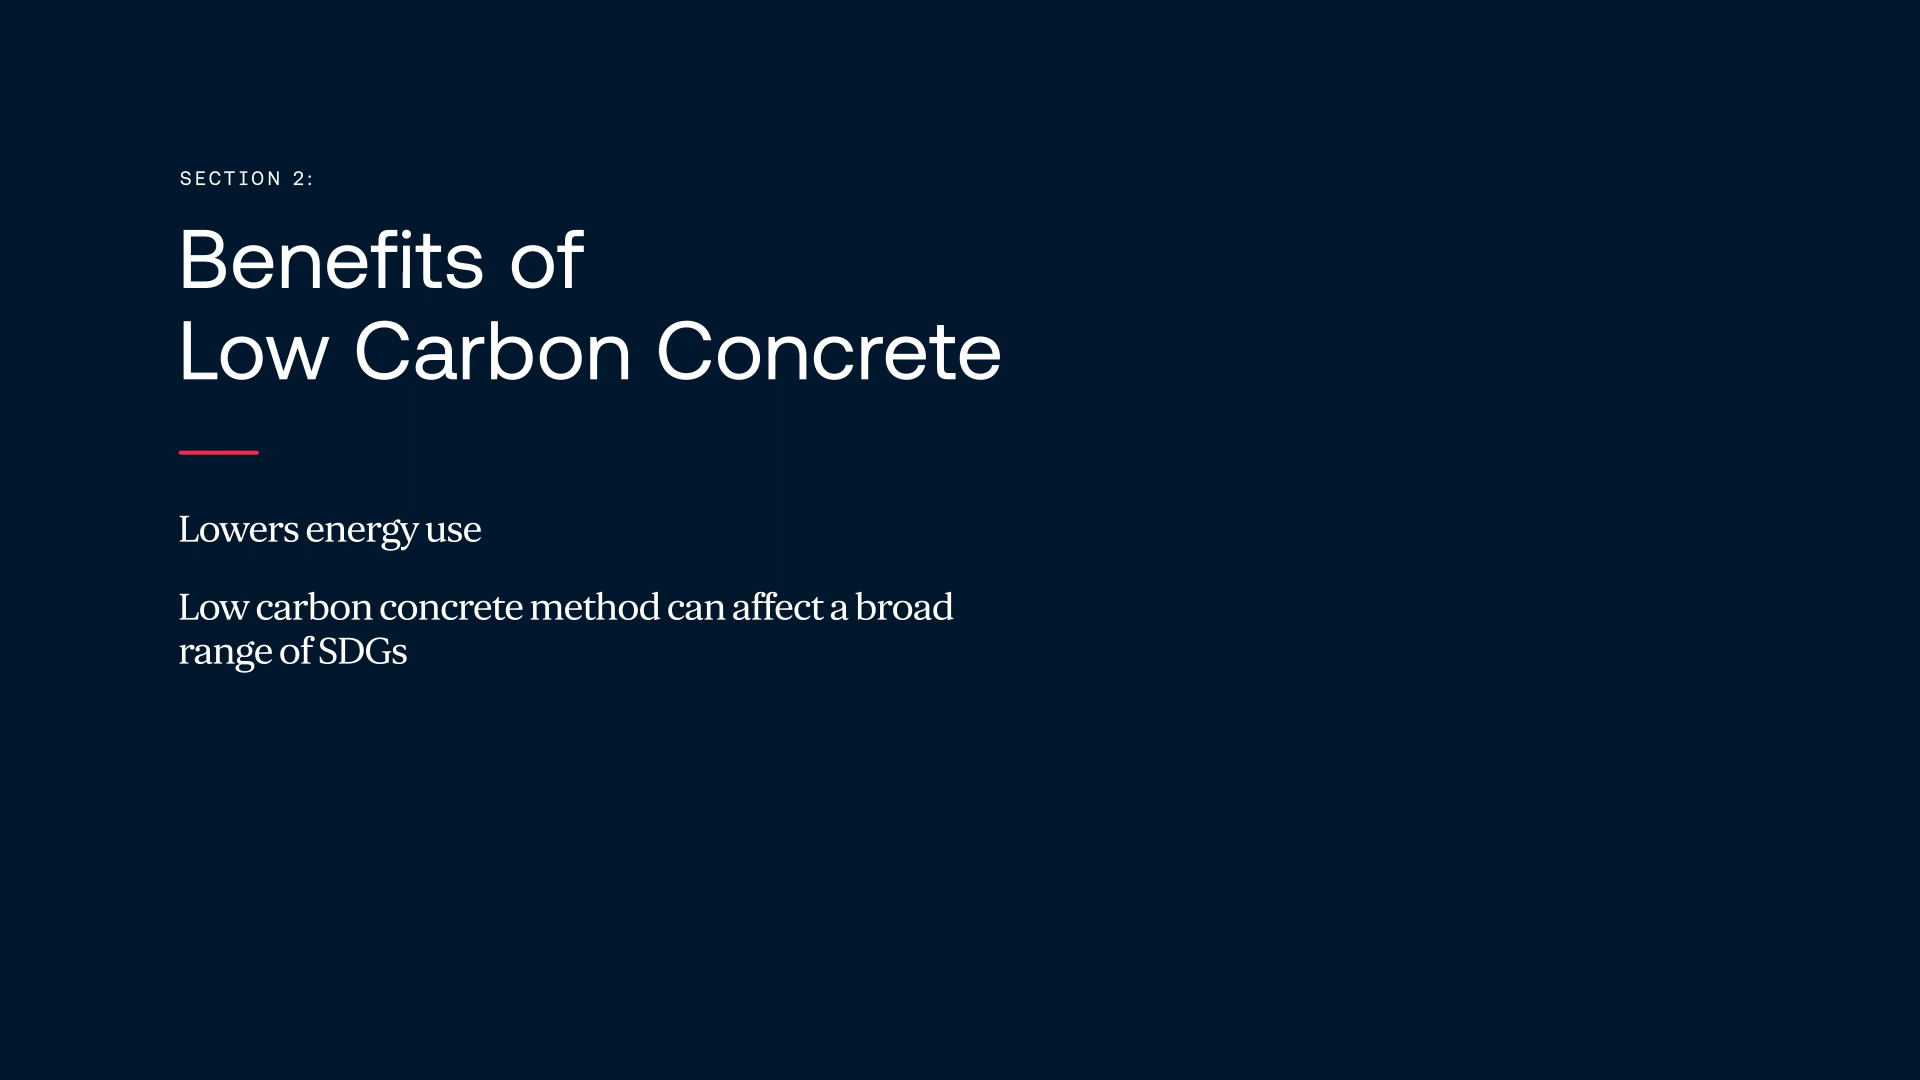 SECTION 2:
Benefits of
Low Carbon Concrete
Lowers energy use
Low carbon concrete method can affect a broad
range of SDGs